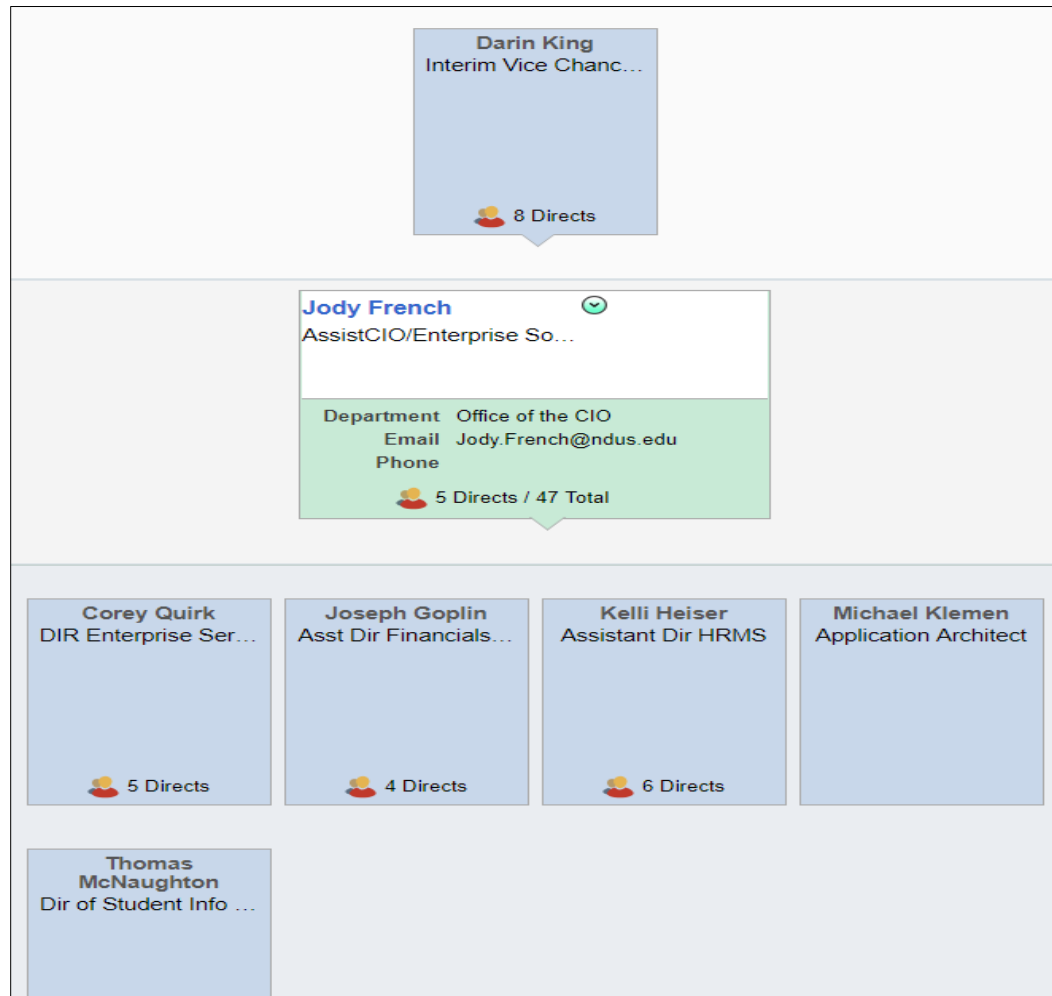 Darin King
Interim Vice Chanc...
8 Directs
Jody French
AssistCIO/Enterprise So...
Department Office of the CIO
Email Jody.French@ndus.edu
Phone
5 Directs / 47 Total
Corey Quirk
DIR Enterprise Ser...
5 Directs
Joseph Goplin
Asst Dir Financials...
4 Directs
Kelli Heiser
Assistant Dir HRMS
6 Directs
Michael Klemen
Application Architect
Thomas
McNaughton
Dir of Student Info ...